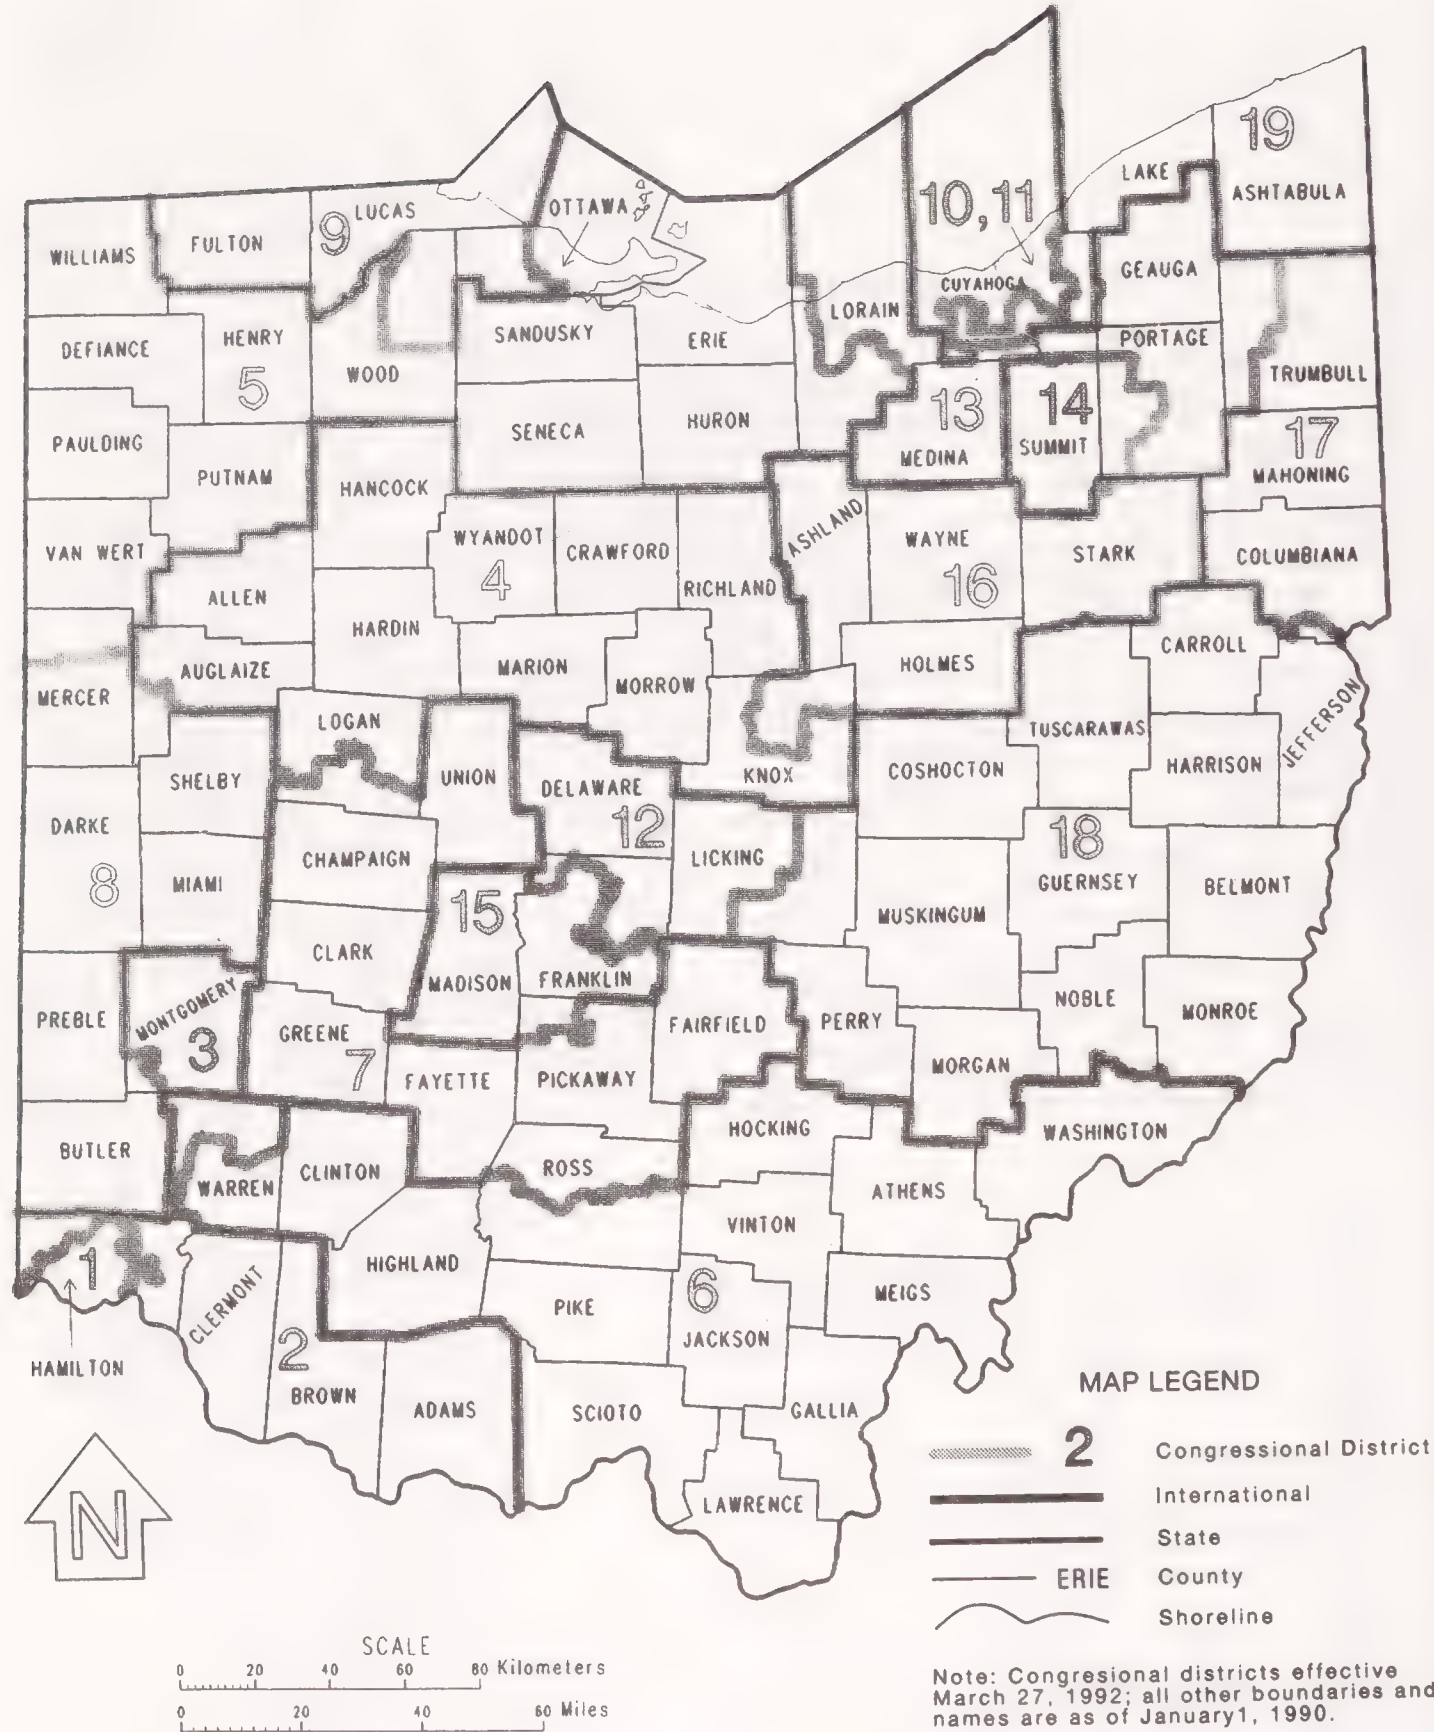 19
LAKE
ASHTABULA
10, 11
OTTAWA
LUCAS
9
FULTON
WILLIAMS
GEAUGA
CUYAHOGA
LORAIN
SANDUSKY
ERIE
PORTAGE
HENRY
DEFIANCE
5
WOOD
TRUMBULL
13
14
HURON
SENECA
SUMMIT
17
PAULDING
MEDINA
MAHONING
PUTNAM
HANCOCK
ASHLAND
VAN WERT
WYANDOT
CRAWFORD
WAYNE
STARK
COLUMBIANA
4
16
RICHLAND
ALLEN
HARDIN
CARROLL
AUGLAIZE
MARION
HOLMES
MERCER
MORROW
LOGAN
JEFFERSON
TUSCARAWAS
SHELBY
UNION
DELAWARE
KNOX
COSHOCTON
HARRISON
DARKE
12
18
CHAMPAIGN
LICKING
8
MIAMI
GUERNSEY
BELMONT
15
MUSKINGUM
CLARK
MADISON
FRANKLIN
MONTGOMERY
NOBLE
PREBLE
GREENE
FAIRFIELD
PERRY
MONROE
3
7
FAYETTE
PICKAWAY
MORGAN
BUTLER
HOCKING
WASHINGTON
WARREN
CLINTON
ROSS
ATHENS
VINTON
1
HIGHLAND
CLERMONT
6
MEIGS
PIKE
JACKSON
HAMILTON
2
BROWN
ADAMS
SCIOTO
GALLIA
LAWRENCE
N
MAP LEGEND
2 Congressional District
International
State
ERIE County
Shoreline
SCALE
0 20 40 60 80 Kilometers
0 20 40 60 Miles
Note: Congresional districts effective
March 27, 1992; all other boundaries and
names are as of January1, 1990.